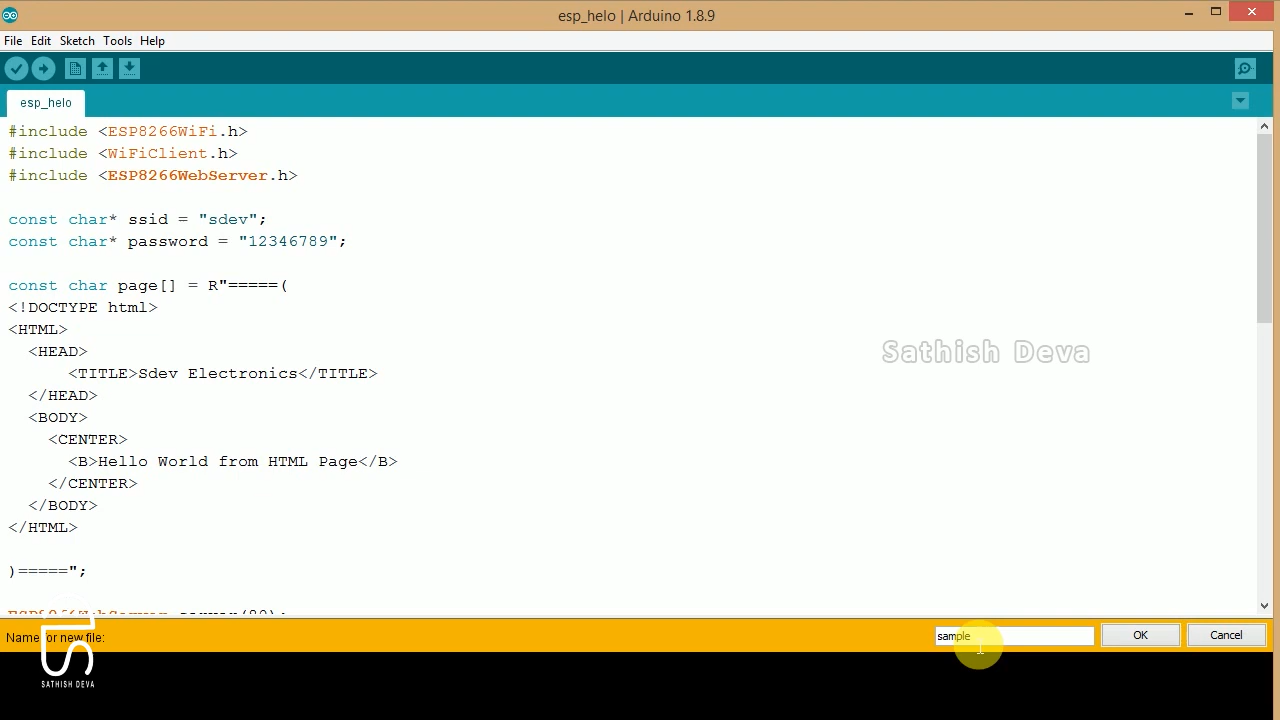 esp_helo | Arduino 1.8.9
File Edit Sketch Tools Help
esp_helo
#include <ESP8266WiFi.h>
#include <WiFiClient.h>
#include <ESP8266WebServer.h>
const char* ssid = "sdev";
const char* password = "12346789";
const char page[] = R"=====(
<!DOCTYPE html>
<HTML>
<HEAD>
<TITLE>Sdev Electronics</TITLE>
</HEAD>
<BODY>
<CENTER>
<B>Hello World from HTML Page</B>
</CENTER>
</BODY>
</HTML>
)=====";
ESP8266WebServer server(80);
Sathish Deva
Name for new file: sample OK Cancel
SATHISH DEVA